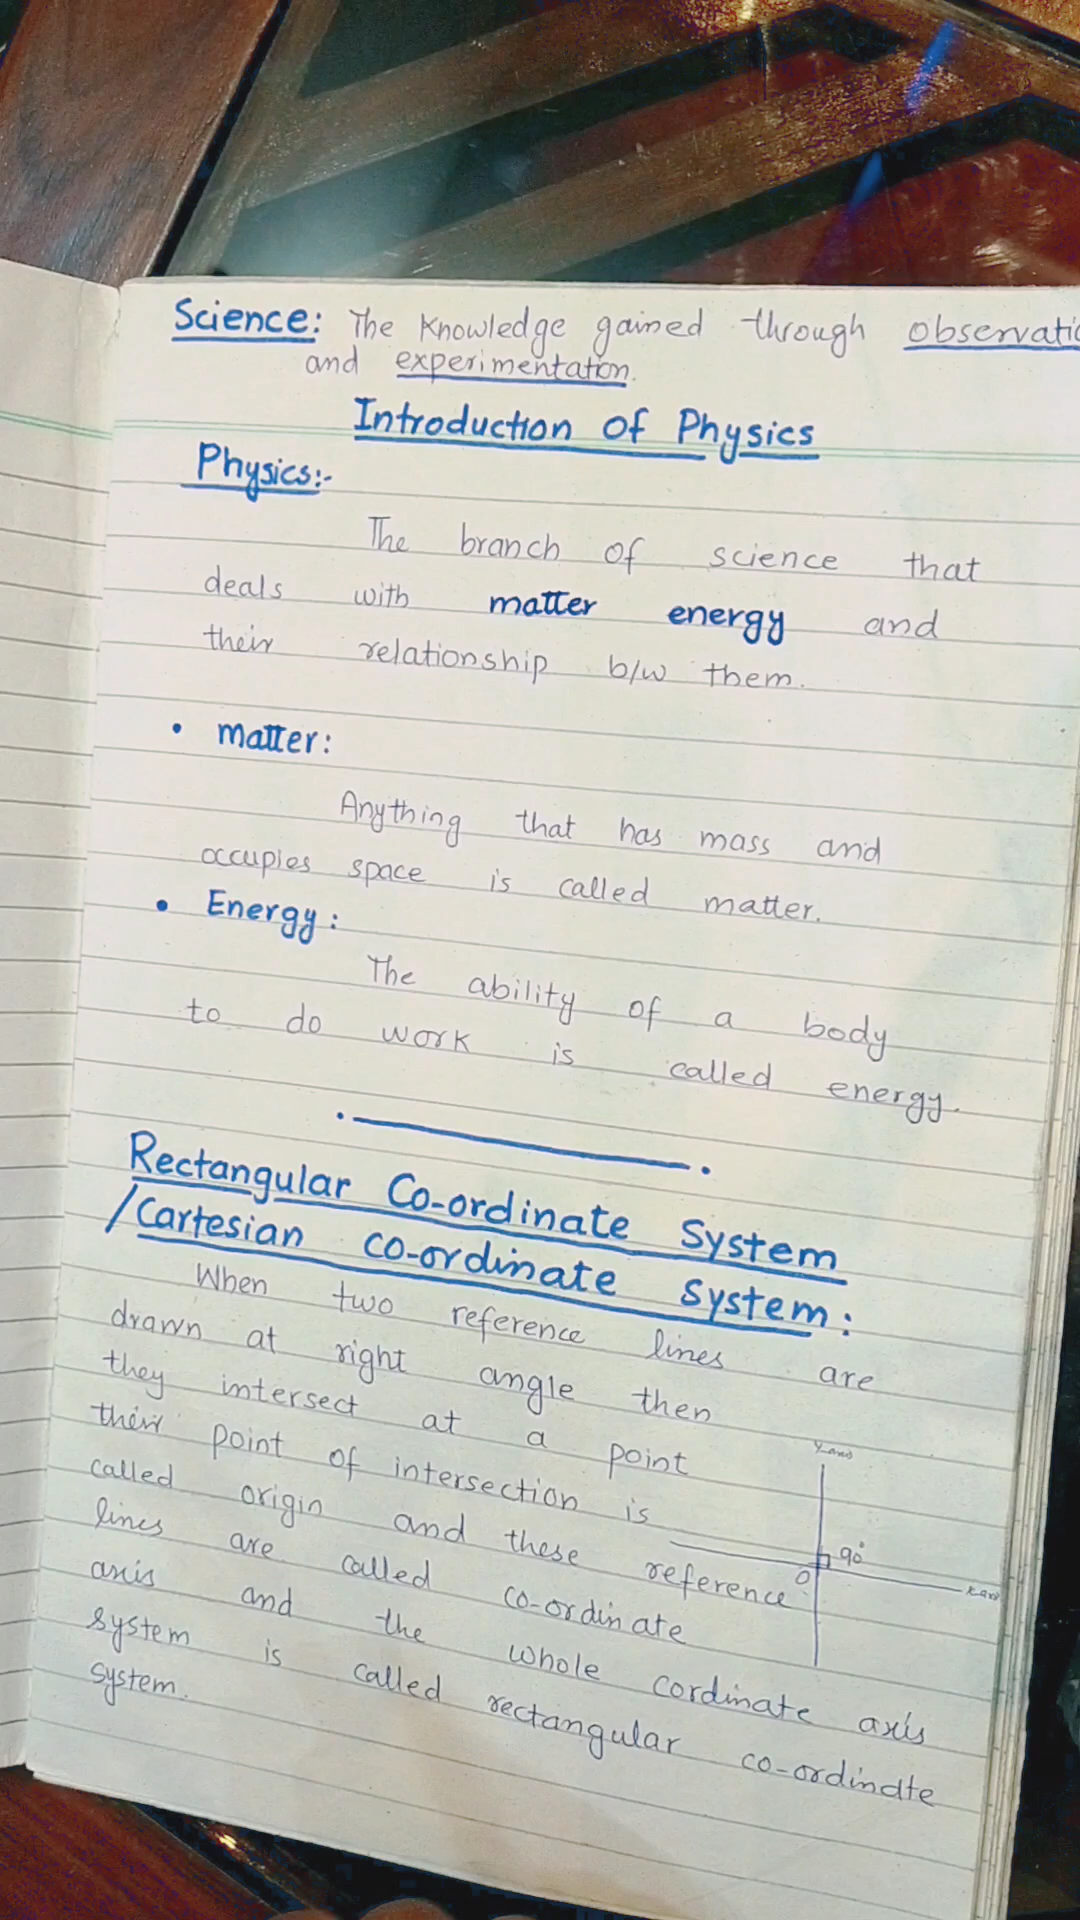 Science: The Knowledge gained through observatio
and experimentation.
Introduction of Physics
Physics:-
The branch of science that
deals with matter energy and
their relationship b/w them.
• matter:
Anything that has mass and
occupies space is called matter.
• Energy:
The ability of a body
to do work is called energy.
Rectangular Co-ordinate System
/Cartesian co-ordinate System:
When two reference lines are
drawn at right angle then
they intersect at a point
their point of intersection is
called origin and these reference
lines are called co-ordinate
axis and the whole cordinate axis
system is called rectangular co-ordinate
system.
Y-axis
90°
O
x-axis